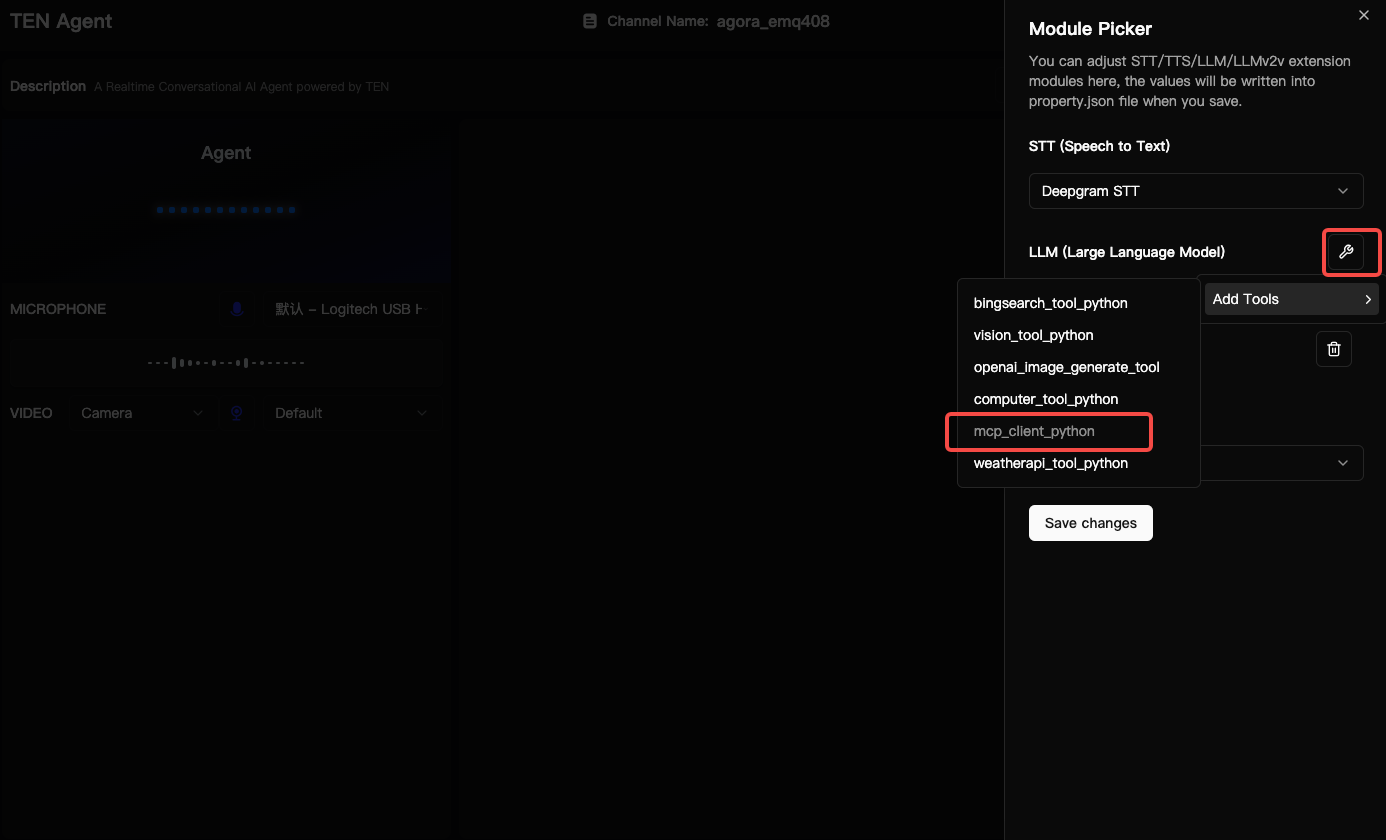 TEN Agent
Channel Name: agora_emq408
Description A Realtime Conversational AI Agent powered by TEN
Agent
MICROPHONE
默认 - Logitech USB H
VIDEO Camera Default
Module Picker
You can adjust STT/TTS/LLM/LLMv2v extension
modules here, the values will be written into
property.json file when you save.
STT (Speech to Text)
Deepgram STT
LLM (Large Language Model)
Add Tools
bingsearch_tool_python
vision_tool_python
openai_image_generate_tool
computer_tool_python
mcp_client_python
weatherapi_tool_python
Save changes